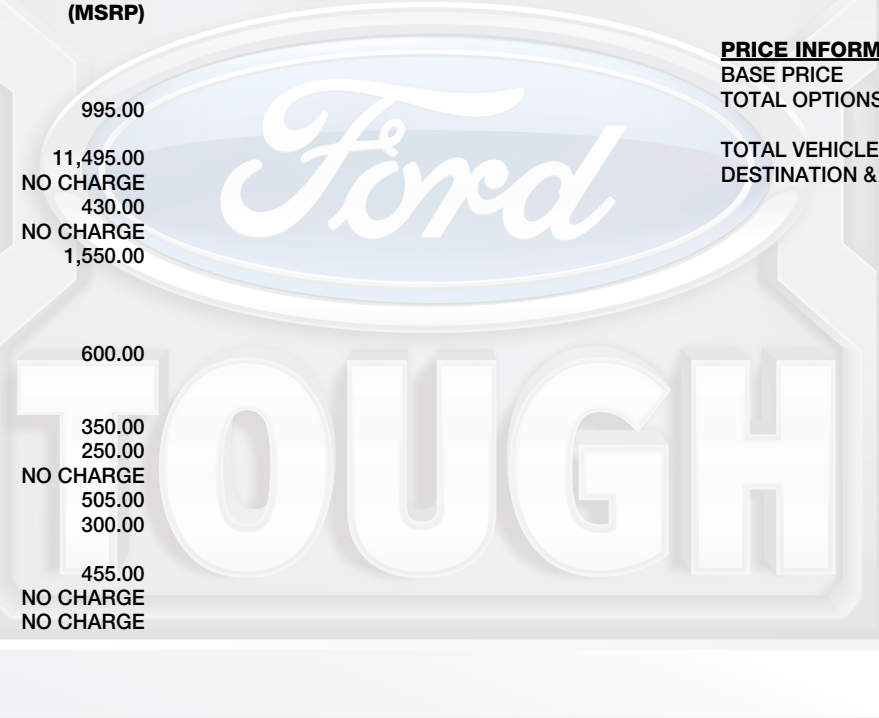 (MSRP)
995.00
11,495.00
NO CHARGE
430.00
NO CHARGE
1,550.00
600.00
350.00
250.00
NO CHARGE
505.00
300.00
455.00
NO CHARGE
NO CHARGE
PRICE INFORM
BASE PRICE
TOTAL OPTIONS
TOTAL VEHICLE
DESTINATION &
Ford
TOUGH